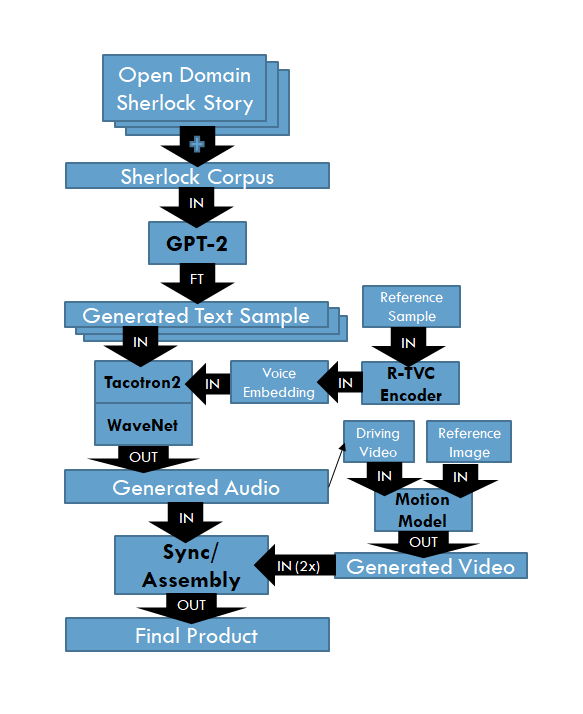 Open Domain
Sherlock Story
Sherlock Corpus
IN
GPT-2
FT
Generated Text Sample
Reference
Sample
IN
IN
Tacotron2
IN
Voice
Embedding
IN
R-TVC
Encoder
WaveNet
OUT
Driving
Video
Reference
Image
Generated Audio
IN
IN
IN
Motion
Model
OUT
Sync/
Assembly
IN (2x)
Generated Video
OUT
Final Product